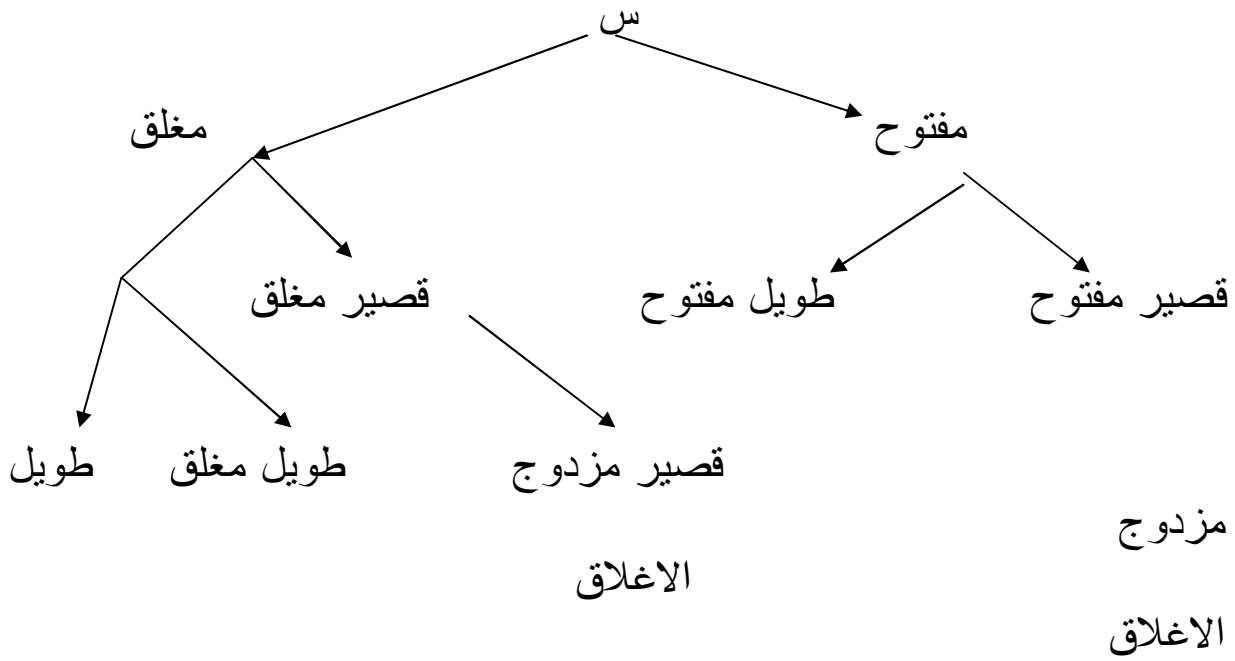 س
مفتوح مغلق
قصير مفتوح طويل مفتوح قصير مغلق
قصير مزدوج طويل مغلق طويل
مزدوج
الاغلاق
الاغلاق